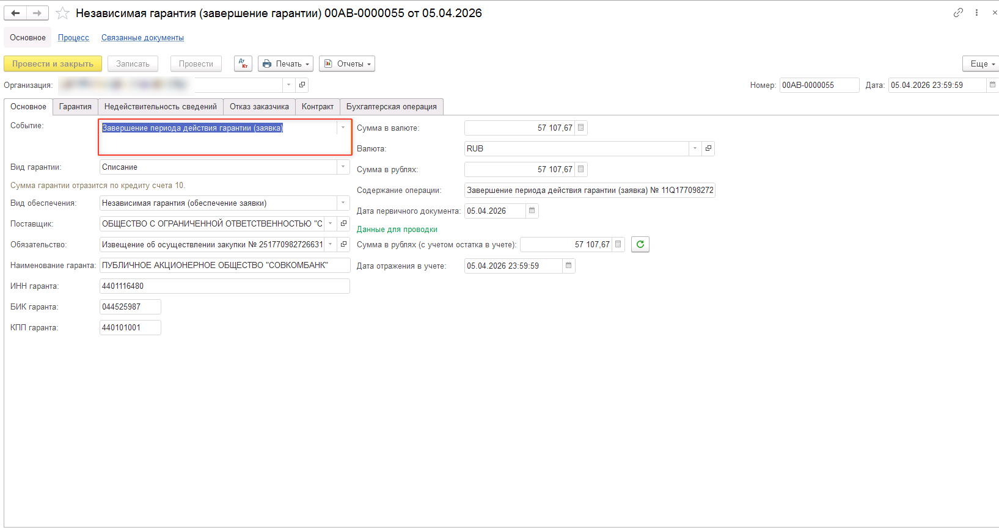 Независимая гарантия (завершение гарантии) 00АВ-0000055 от 05.04.2026
Основное Процесс Связанные документы
Провести и закрыть Записать Провести Дт Кт Печать Отчеты Еще
Организация: Номер: 00АВ-0000055 Дата: 05.04.2026 23:59:59
Основное Гарантия Недействительность сведений Отказ заказчика Контракт Бухгалтерская операция
Событие: Завершение периода действия гарантии (заявка) Сумма в валюте: 57 107,67
Валюта: RUB
Вид гарантии: Списание Сумма в рублях: 57 107,67
Сумма гарантии отразится по кредиту счета 10. Содержание операции: Завершение периода действия гарантии (заявка) № 11Q177098272
Вид обеспечения: Независимая гарантия (обеспечение заявки) Дата первичного документа: 05.04.2026
Поставщик: ОБЩЕСТВО С ОГРАНИЧЕННОЙ ОТВЕТСТВЕННОСТЬЮ "С Данные для проводки
Обязательство: Извещение об осуществлении закупки № 251770982726631 Сумма в рублях (с учетом остатка в учете): 57 107,67
Наименование гаранта: ПУБЛИЧНОЕ АКЦИОНЕРНОЕ ОБЩЕСТВО "СОВКОМБАНК" Дата отражения в учете: 05.04.2026 23:59:59
ИНН гаранта: 4401116480
БИК гаранта: 044525987
КПП гаранта: 440101001